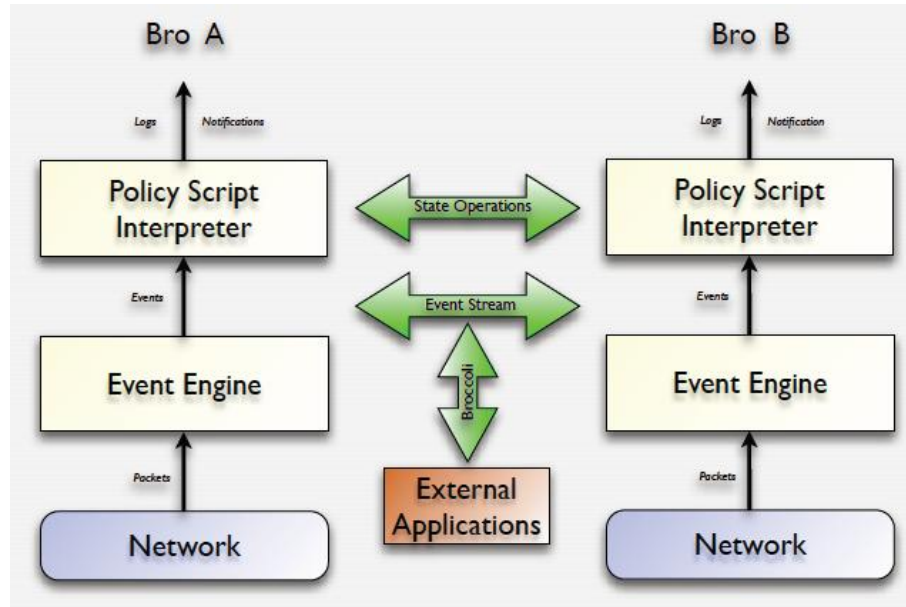 Bro A
Bro B
Logs
Notifications
Logs
Notification
Policy Script
Interpreter
State Operations
Policy Script
Interpreter
Events
Event Stream
Events
Event Engine
Broccoli
Event Engine
Packets
External
Applications
Packets
Network
Network